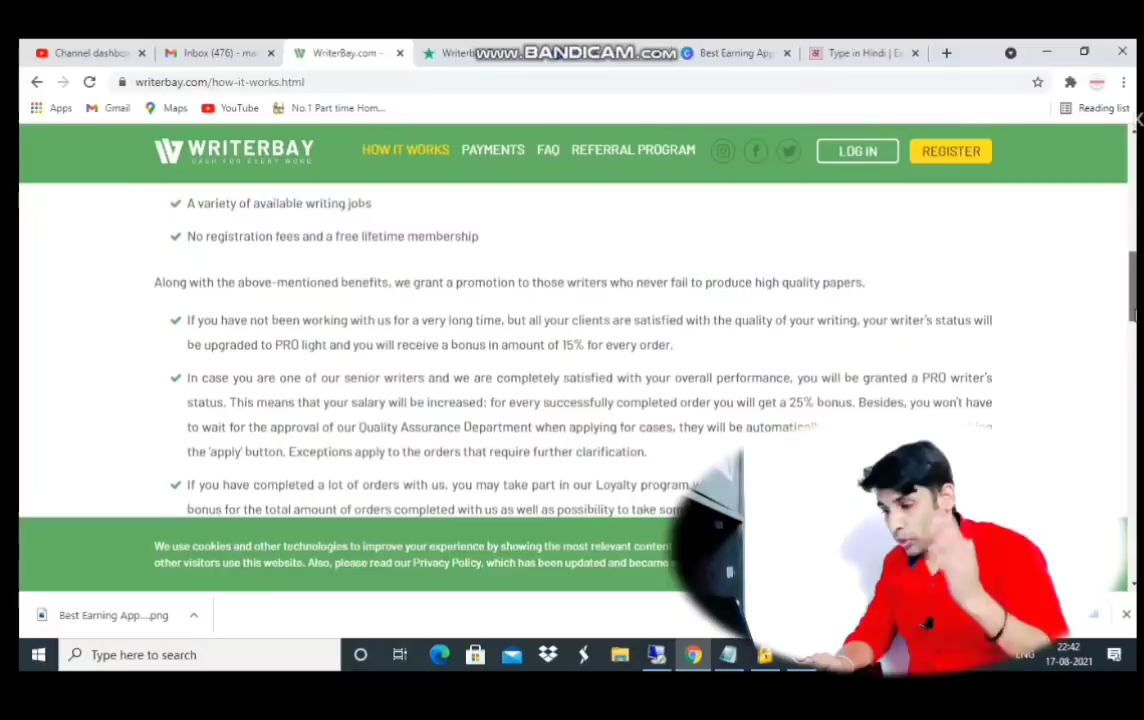 Channel dashbo
Inbox (476) - ma
WriterBay.com -
Writerb
www.BANDICAM.com
Best Earning Ap
Type in Hindi | E
writerbay.com/how-it-works.html
Apps
Gmail
Maps
YouTube
No.1 Part time Hom...
Reading list
WRITERBAY
CASH FOR EVERY WORD
HOW IT WORKS
PAYMENTS
FAQ
REFERRAL PROGRAM
LOG IN
REGISTER
A variety of available writing jobs
No registration fees and a free lifetime membership
Along with the above-mentioned benefits, we grant a promotion to those writers who never fail to produce high quality papers.
If you have not been working with us for a very long time, but all your clients are satisfied with the quality of your writing, your writer's status will
be upgraded to PRO light and you will receive a bonus in amount of 15% for every order.
In case you are one of our senior writers and we are completely satisfied with your overall performance, you will be granted a PRO writer's
status. This means that your salary will be increased: for every successfully completed order you will get a 25% bonus. Besides, you won't have
to wait for the approval of our Quality Assurance Department when applying for cases, they will be automatically
the 'apply' button. Exceptions apply to the orders that require further clarification.
If you have completed a lot of orders with us, you may take part in our Loyalty program
bonus for the total amount of orders completed with us as well as possibility to take
We use cookies and other technologies to improve your experience by showing the most relevant content
other visitors use this website. Also, please read our Privacy Policy, which has been updated and became
Best Earning App....png
Type here to search
ENG
22:42
17-08-2021